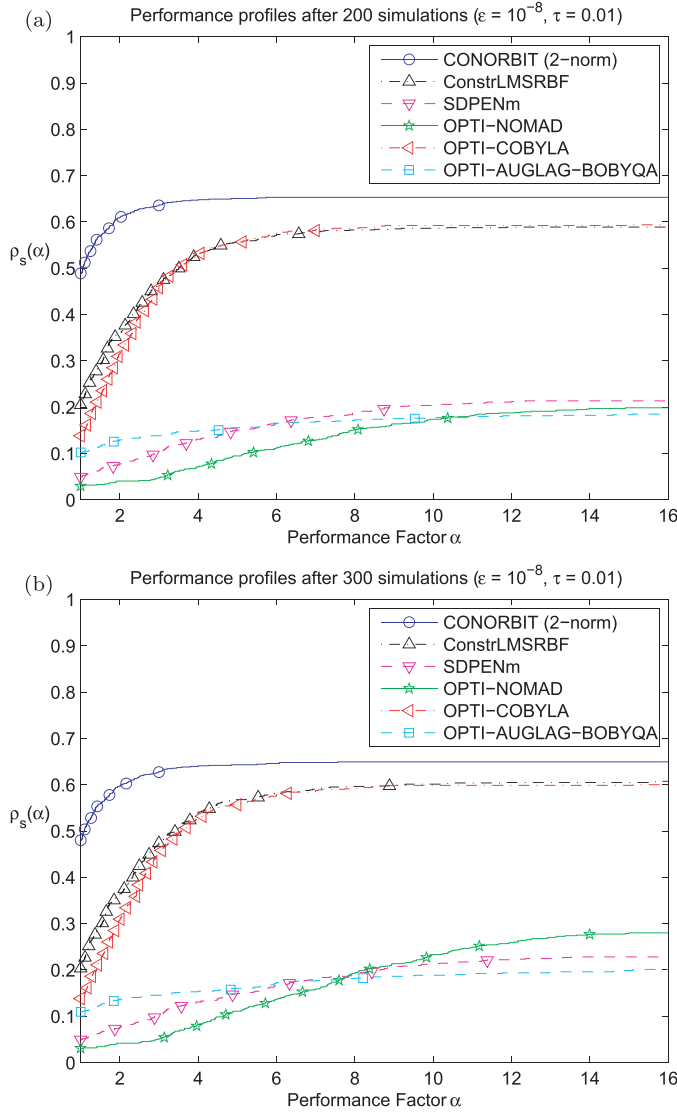 (a)
Performance profiles after 200 simulations (ε = 10⁻⁸, τ = 0.01)
1
0.9
0.8
0.7
0.6
0.5
0.4
0.3
0.2
0.1
0
ρₛ(α)
CONORBIT (2−norm)
ConstrLMSRBF
SDPENm
OPTI−NOMAD
OPTI−COBYLA
OPTI−AUGLAG−BOBYQA
2 4 6 8 10 12 14 16
Performance Factor α
(b)
Performance profiles after 300 simulations (ε = 10⁻⁸, τ = 0.01)
1
0.9
0.8
0.7
0.6
0.5
0.4
0.3
0.2
0.1
0
ρₛ(α)
CONORBIT (2−norm)
ConstrLMSRBF
SDPENm
OPTI−NOMAD
OPTI−COBYLA
OPTI−AUGLAG−BOBYQA
2 4 6 8 10 12 14 16
Performance Factor α